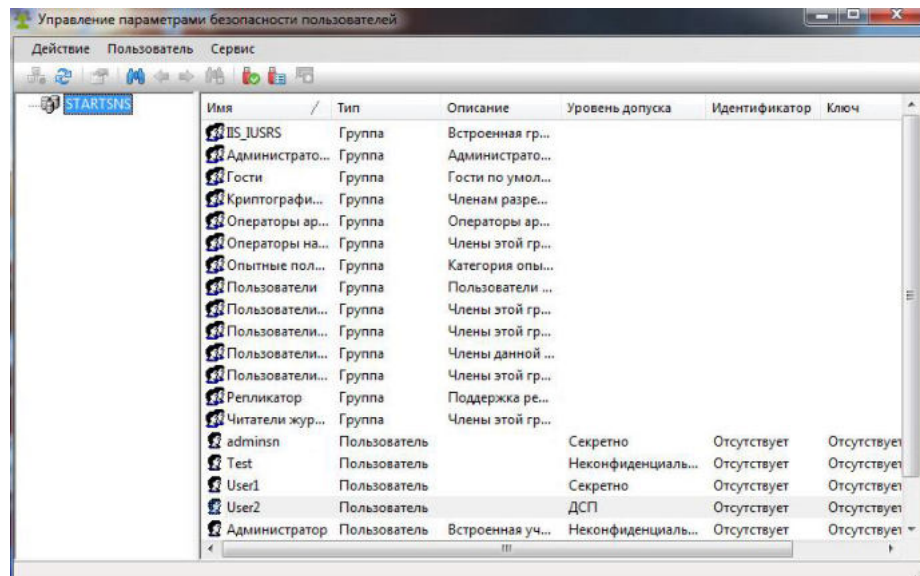 Управление параметрами безопасности пользователей
Действие Пользователь Сервис
STARTSNS
Имя Тип Описание Уровень допуска Идентификатор Ключ
IIS_IUSRS Группа Встроенная гр...
Администрато... Группа Администрато...
Гости Группа Гости по умол...
Криптографи... Группа Членам разре...
Операторы ар... Группа Операторы ар...
Операторы на... Группа Члены этой гр...
Опытные пол... Группа Категория опы...
Пользователи Группа Пользователи ...
Пользователи... Группа Члены этой гр...
Пользователи... Группа Члены этой гр...
Пользователи... Группа Члены данной ...
Пользователи... Группа Члены этой гр...
Репликатор Группа Поддержка ре...
Читатели жур... Группа Члены этой гр...
adminsn Пользователь Секретно Отсутствует Отсутствует
Test Пользователь Неконфиденциаль... Отсутствует Отсутствует
User1 Пользователь Секретно Отсутствует Отсутствует
User2 Пользователь ДСП Отсутствует Отсутствует
Администратор Пользователь Встроенная уч... Неконфиденциаль... Отсутствует Отсутствует